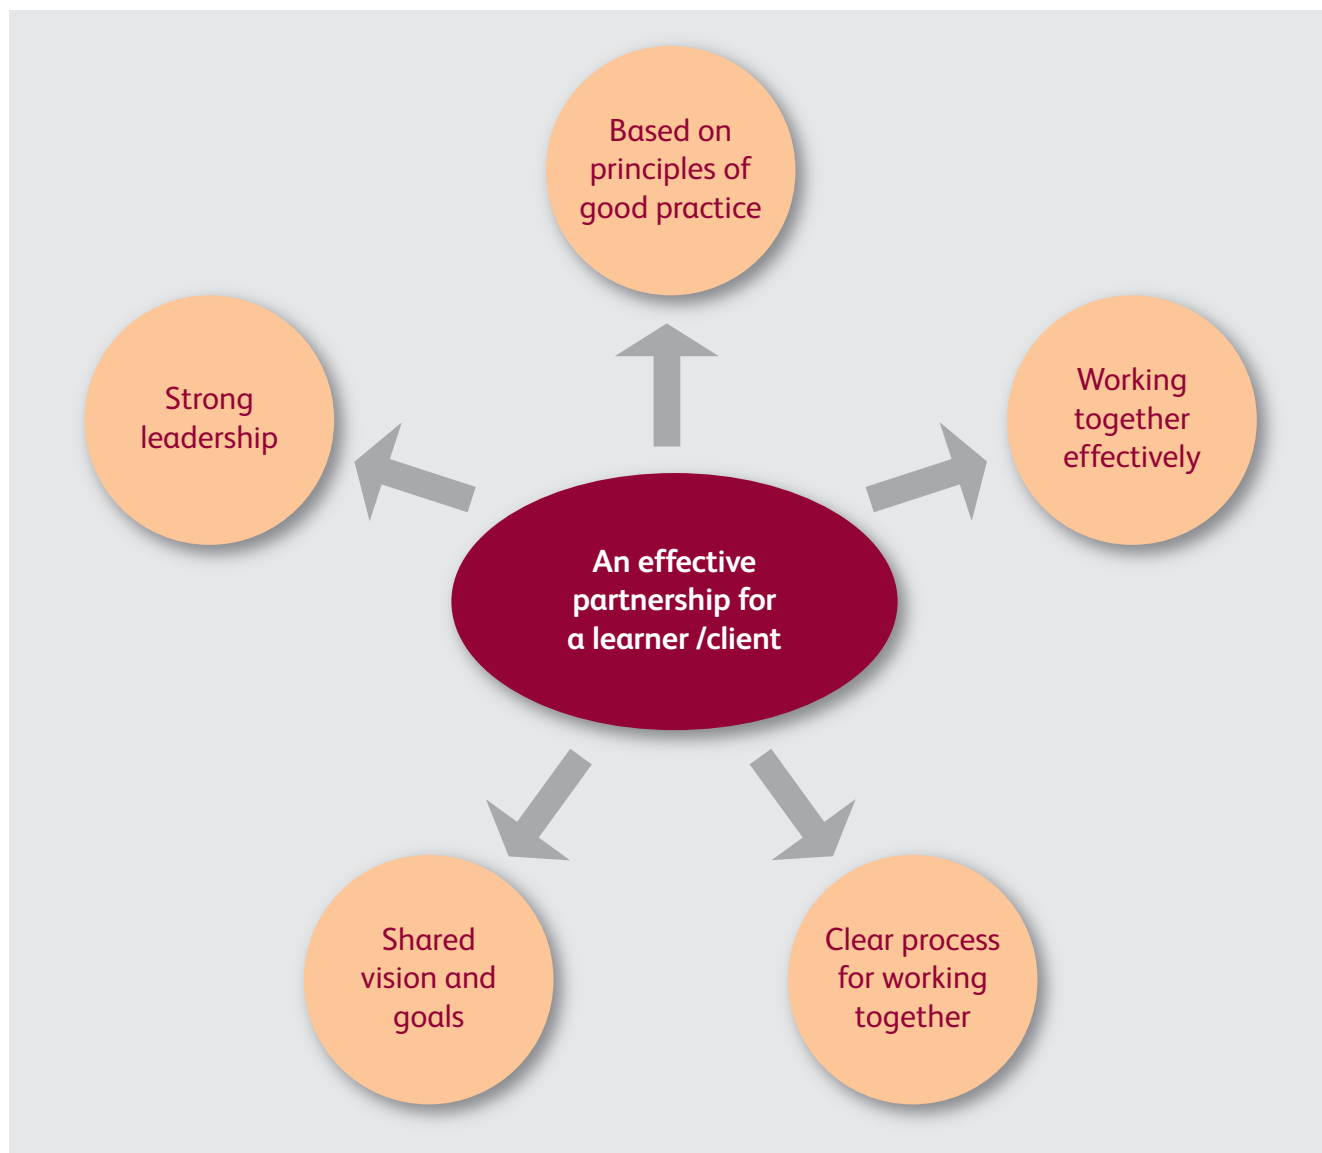 Based on
principles of
good practice
Strong
leadership
Working
together
effectively
An effective
partnership for
a learner /client
Shared
vision and
goals
Clear process
for working
together